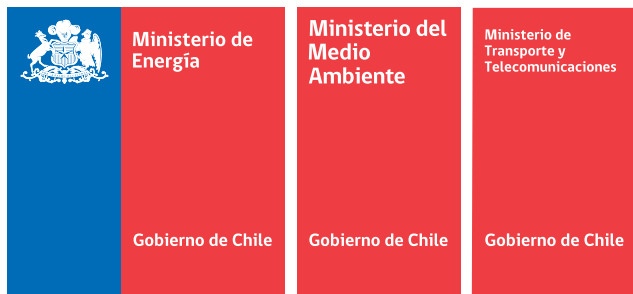 Ministerio de
Energía
Gobierno de Chile
Ministerio del
Medio
Ambiente
Gobierno de Chile
Ministerio de
Transporte y
Telecomunicaciones
Gobierno de Chile